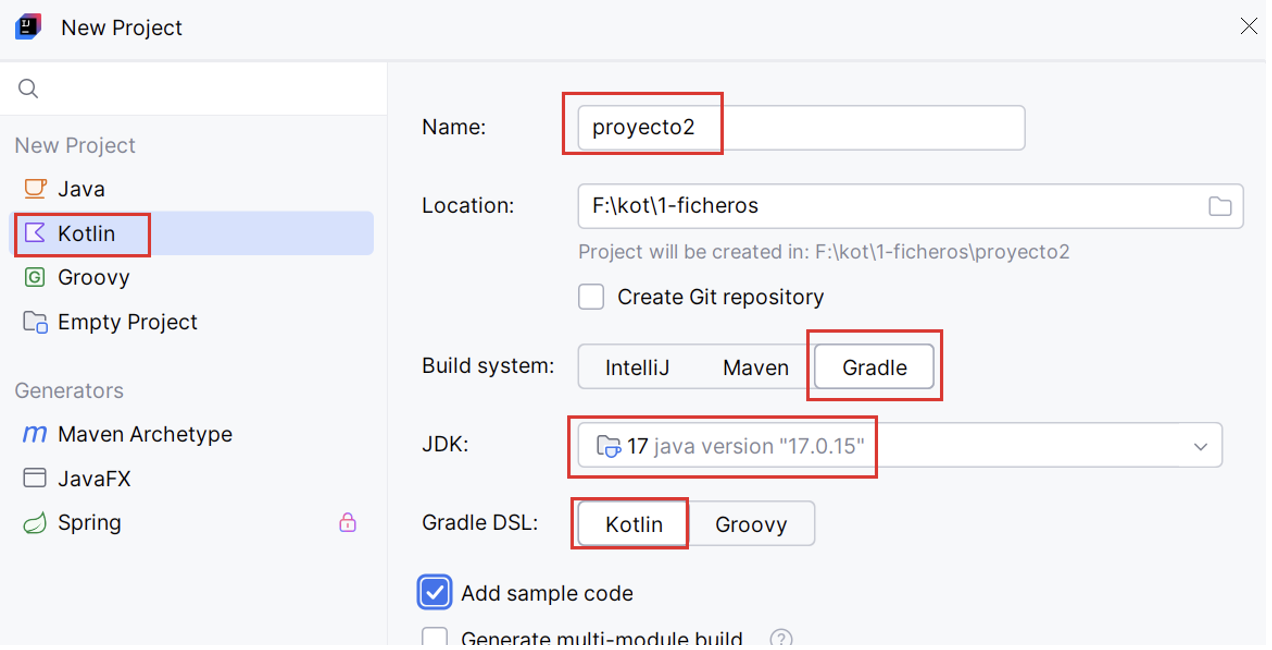 New Project
New Project
Java
Kotlin
Groovy
Empty Project
Generators
Maven Archetype
JavaFX
Spring
Name: proyecto2
Location: F:\kot\1-ficheros
Project will be created in: F:\kot\1-ficheros\proyecto2
Create Git repository
Build system: IntelliJ Maven Gradle
JDK: 17 java version "17.0.15"
Gradle DSL: Kotlin Groovy
Add sample code
Generate multi-module build ?